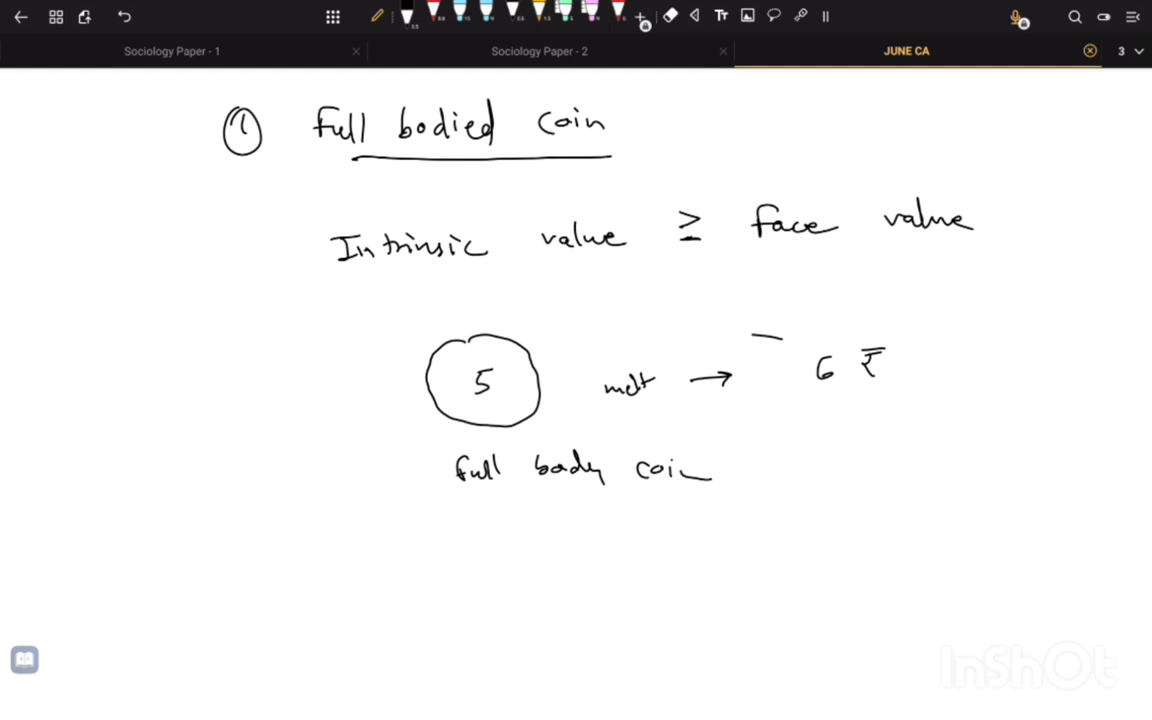 Sociology Paper - 1 Sociology Paper - 2 JUNE CA 3
① Full bodied coin
Intrinsic value ≥ face value
5 melt → 6 ₹
full body coin
InShOt